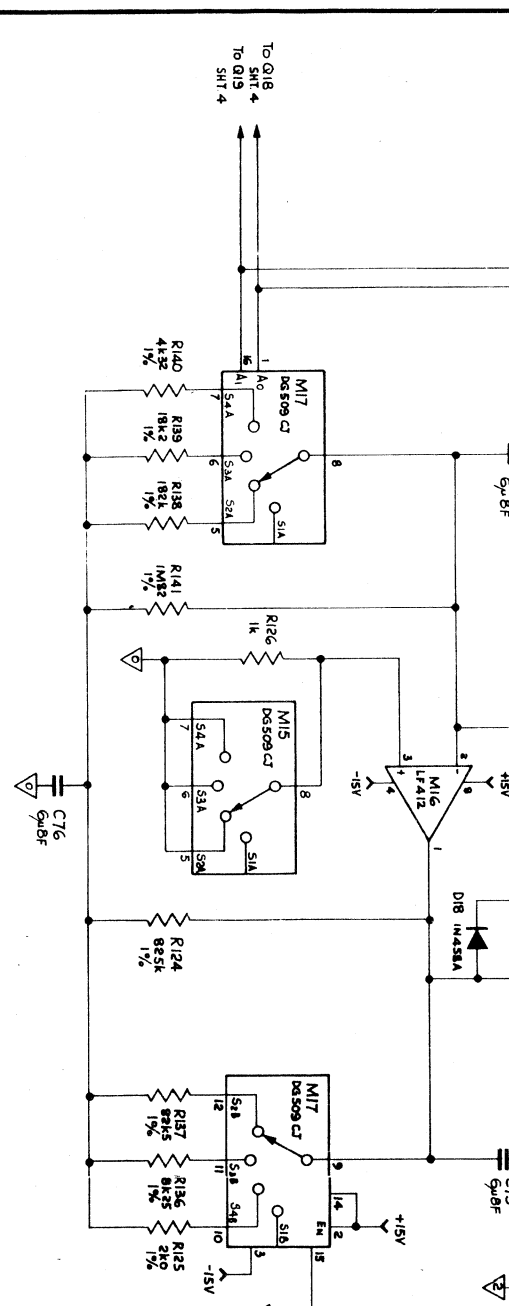 To Q18
SHT. 4
To Q19
SHT. 4
R140
4k32
1%
R139
18k2
1%
R138
182k
1%
R141
1M82
1%
16
1
A1
A0
M17
DG509CJ
7
S4A
6
S3A
5
S2A
S1A
8
6µ8F
R126
1k
0
M15
DG509CJ
7
S4A
6
S3A
5
S2A
S1A
8
3
2
+
-
M16
LF412
-15V
4
8
+15V
1
0
C76
6µ8F
R124
825k
1%
D18
1N458A
M17
DG509CJ
12
S2B
11
S3B
10
S4B
S1B
9
14
2
EN
+15V
3
15
-15V
R137
82k5
1%
R136
8k25
1%
R125
2k0
1%
6µ8F
2